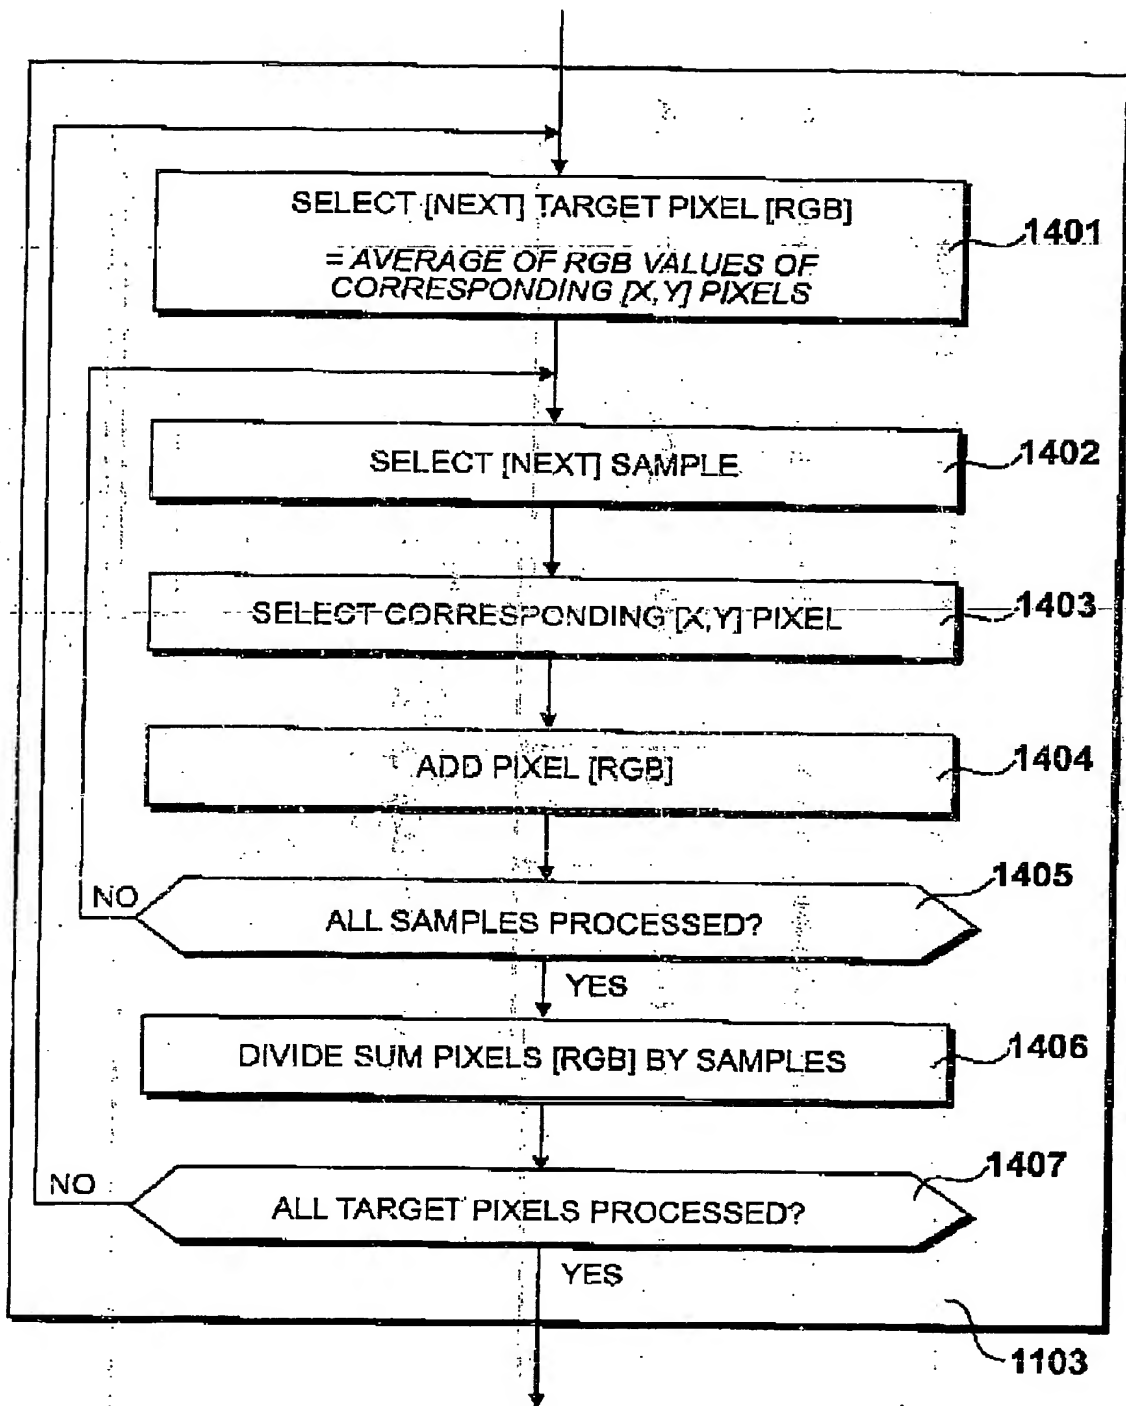 SELECT [NEXT] TARGET PIXEL [RGB]
= AVERAGE OF RGB VALUES OF
CORRESPONDING [X,Y] PIXELS
1401
SELECT [NEXT] SAMPLE
1402
SELECT CORRESPONDING [X,Y] PIXEL
1403
ADD PIXEL [RGB]
1404
NO
ALL SAMPLES PROCESSED?
1405
YES
DIVIDE SUM PIXELS [RGB] BY SAMPLES
1406
NO
ALL TARGET PIXELS PROCESSED?
1407
YES
1103